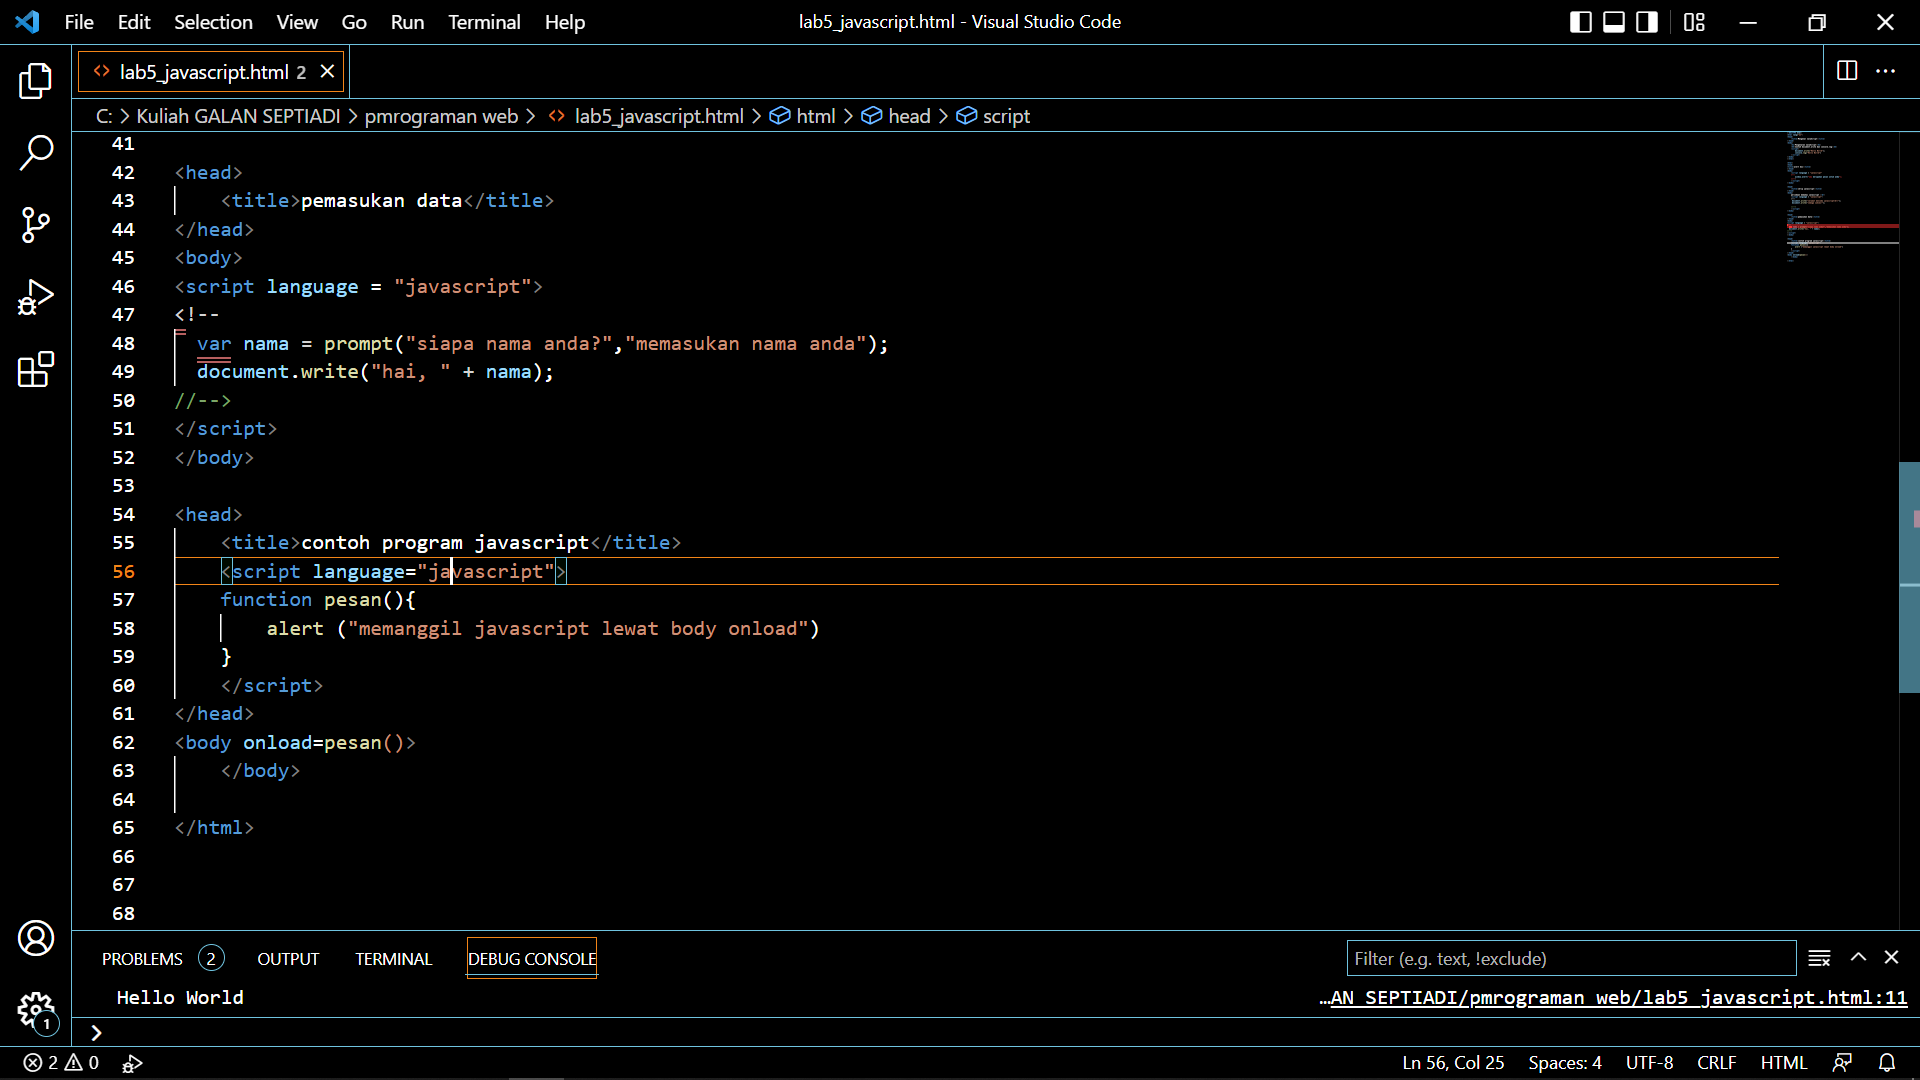 File Edit Selection View Go Run Terminal Help
lab5_javascript.html - Visual Studio Code
lab5_javascript.html 2
C: > Kuliah GALAN SEPTIADI > pmrograman web > lab5_javascript.html > html > head > script
41
42 <head>
43 <title>pemasukan data</title>
44 </head>
45 <body>
46 <script language = "javascript">
47 <!--
48 var nama = prompt("siapa nama anda?","memasukan nama anda");
49 document.write("hai, " + nama);
50 //-->
51 </script>
52 </body>
53
54 <head>
55 <title>contoh program javascript</title>
56 <script language="javascript">
57 function pesan(){
58 alert ("memanggil javascript lewat body onload")
59 }
60 </script>
61 </head>
62 <body onload=pesan()>
63 </body>
64
65 </html>
66
67
68
PROBLEMS 2 OUTPUT TERMINAL DEBUG CONSOLE
Filter (e.g. text, !exclude)
Hello World
…AN SEPTIADI/pmrograman web/lab5_javascript.html:11
1
2 0
Ln 56, Col 25 Spaces: 4 UTF-8 CRLF HTML